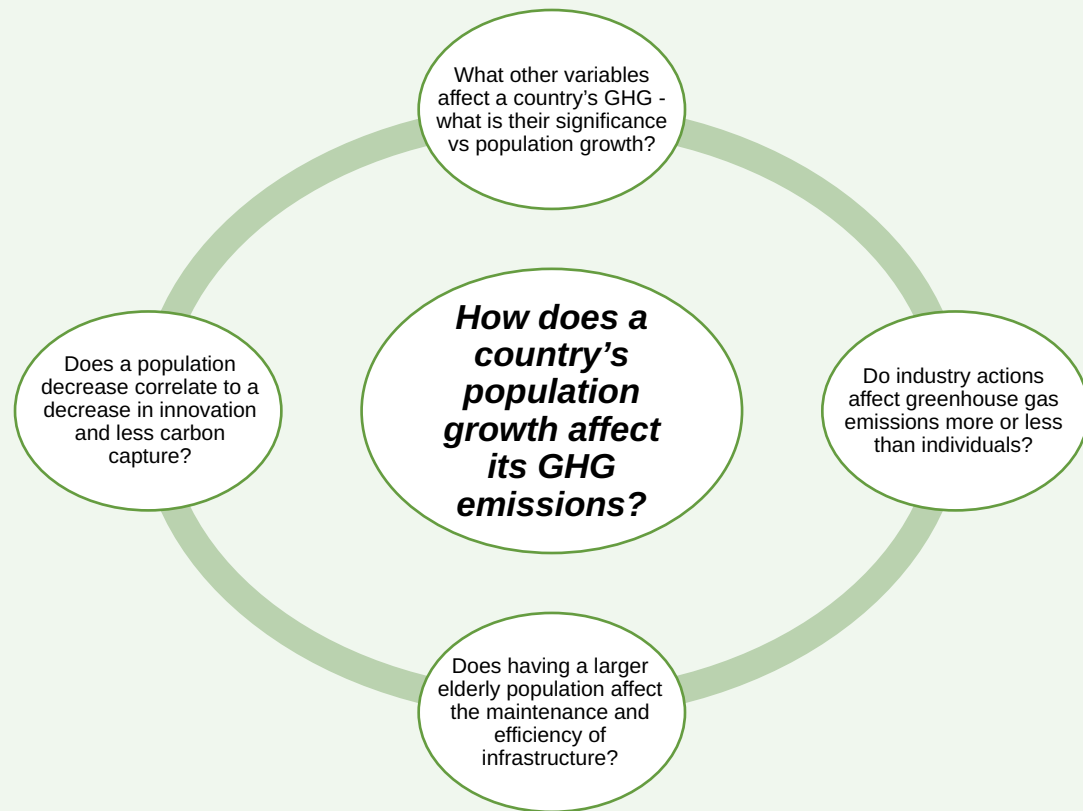 What other variables
affect a country’s GHG -
what is their significance
vs population growth?
How does a
country’s
population
growth affect
its GHG
emissions?
Does a population
decrease correlate to a
decrease in innovation
and less carbon
capture?
Do industry actions
affect greenhouse gas
emissions more or less
than individuals?
Does having a larger
elderly population affect
the maintenance and
efficiency of
infrastructure?